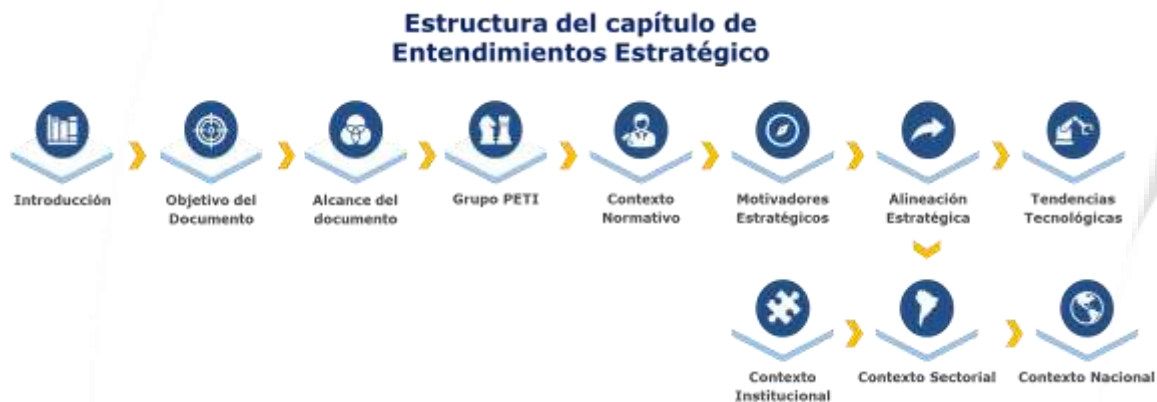 Estructura del capítulo de
Entendimientos Estratégico
Introducción
Objetivo del
Documento
Alcance del
documento
Grupo PETI
Contexto
Normativo
Motivadores
Estratégicos
Alineación
Estratégica
Tendencias
Tecnológicas
Contexto
Institucional
Contexto Sectorial
Contexto Nacional